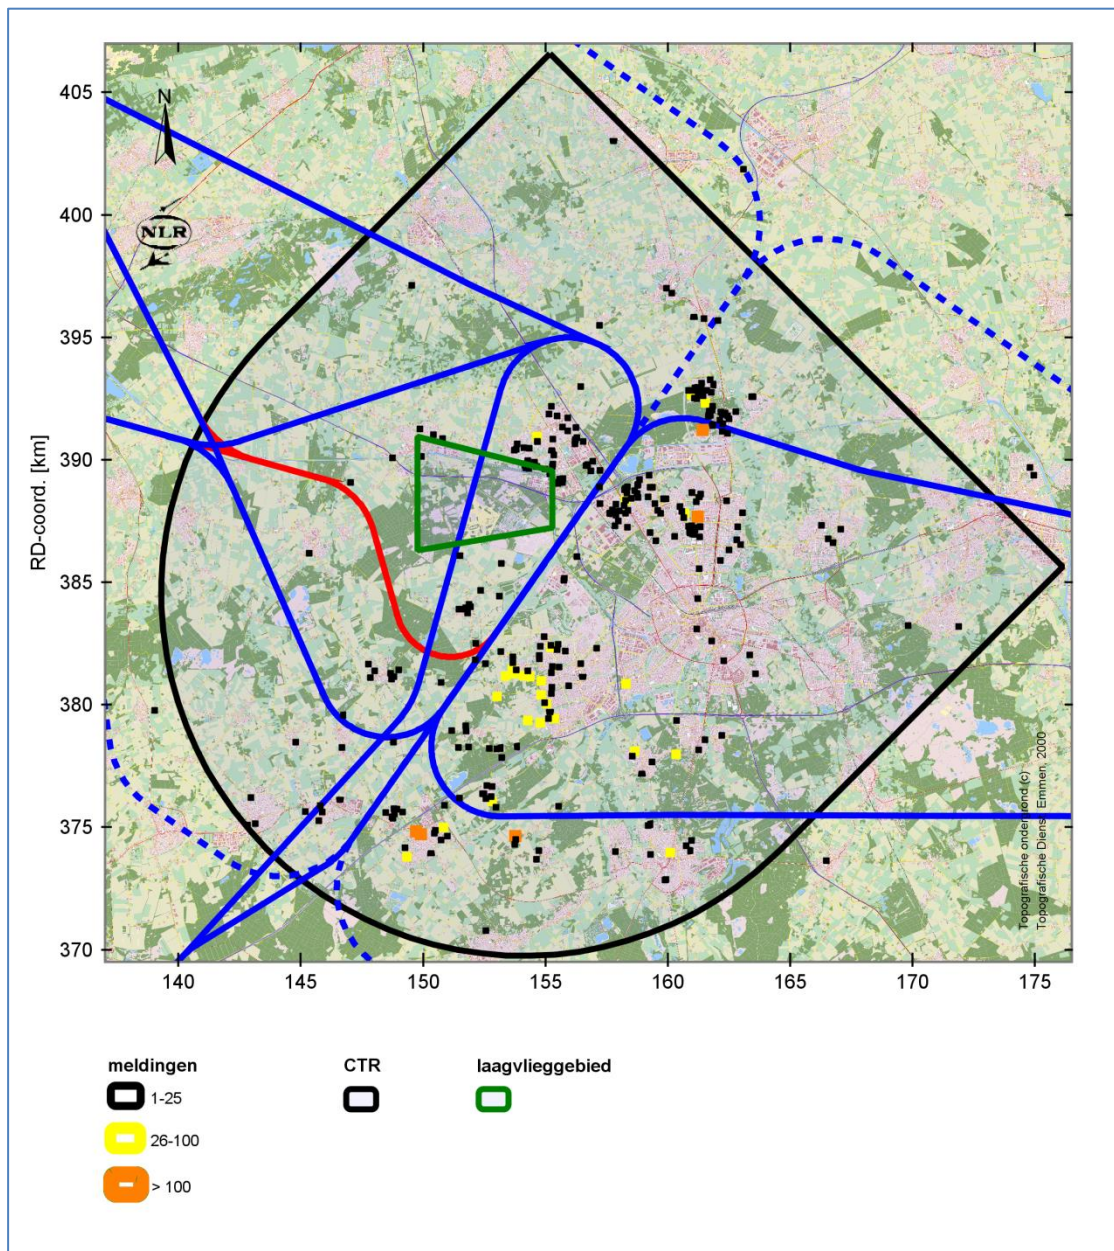 405
N
400
NLR
395
390
385
380
375
370
RD-coord. [km]
140
145
150
155
160
165
170
175
Topografische ondergrond (c)
Topografische Dienst Emmen, 2000
meldingen
CTR
laagvlieggebied
1-25
26-100
> 100